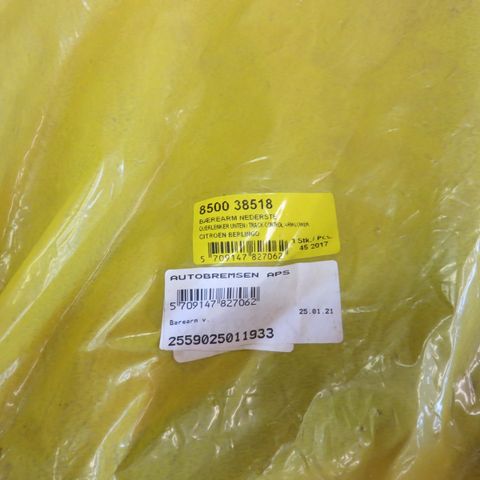 8500 38518
BÆREARM NEDERSTE
QUERLENKER UNTEN / TRACK CONTROL ARM LOWER
CITROEN BERLINGO
1 Stk. / Pcs.
45 2017
5 709147 827062
AUTOBREMSEN APS
5 709147 827062
25.01.21
Bærearm v.
2559025011933